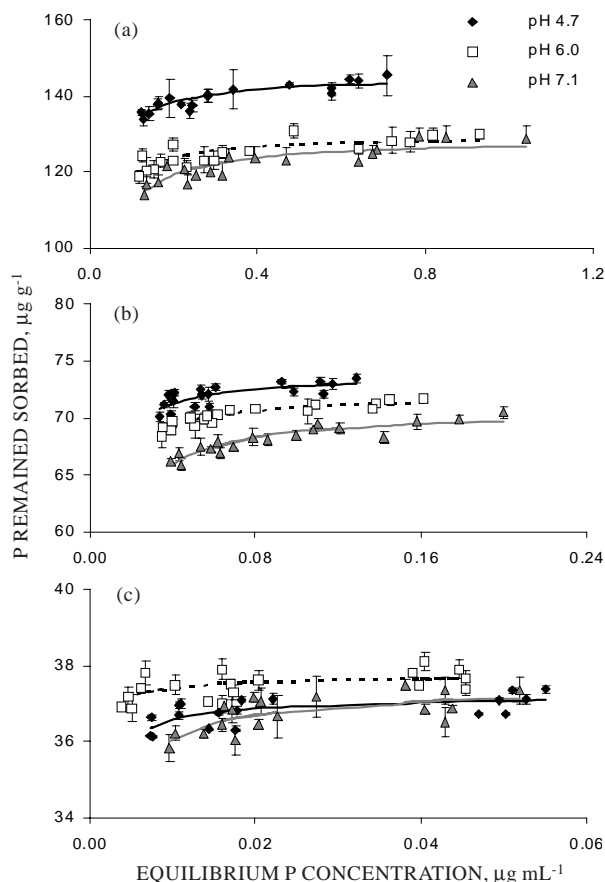 (a)
pH 4.7
pH 6.0
pH 7.1
160
140
120
100
0.0 0.4 0.8 1.2
(b)
80
75
70
65
60
0.00 0.08 0.16 0.24
(c)
40
38
36
34
0.00 0.02 0.04 0.06
P REMAINED SORBED, µg g-1
EQUILIBRIUM P CONCENTRATION, µg mL-1